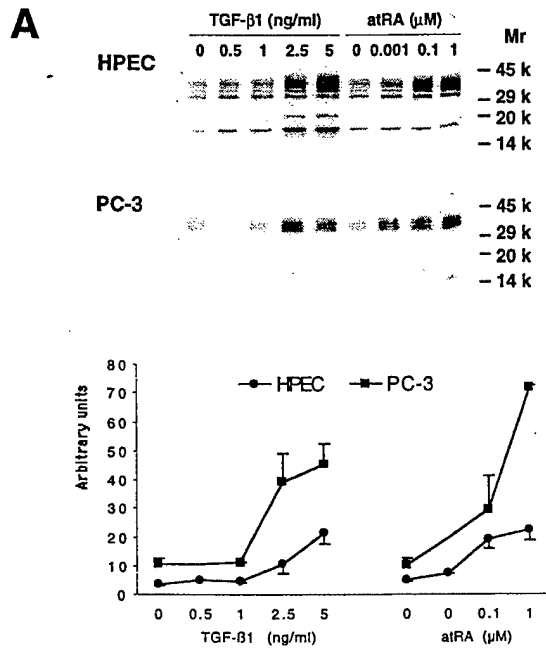 A
TGF-β1 (ng/ml) atRA (μM)
0 0.5 1 2.5 5 0 0.001 0.1 1 Mr
HPEC
– 45 k
– 29 k
– 20 k
– 14 k
PC-3
– 45 k
– 29 k
– 20 k
– 14 k
80
70
60
50
40
30
20
10
0
Arbitrary units
HPEC PC-3
0 0.5 1 2.5 5 0 0 0.1 1
TGF-β1 (ng/ml) atRA (μM)